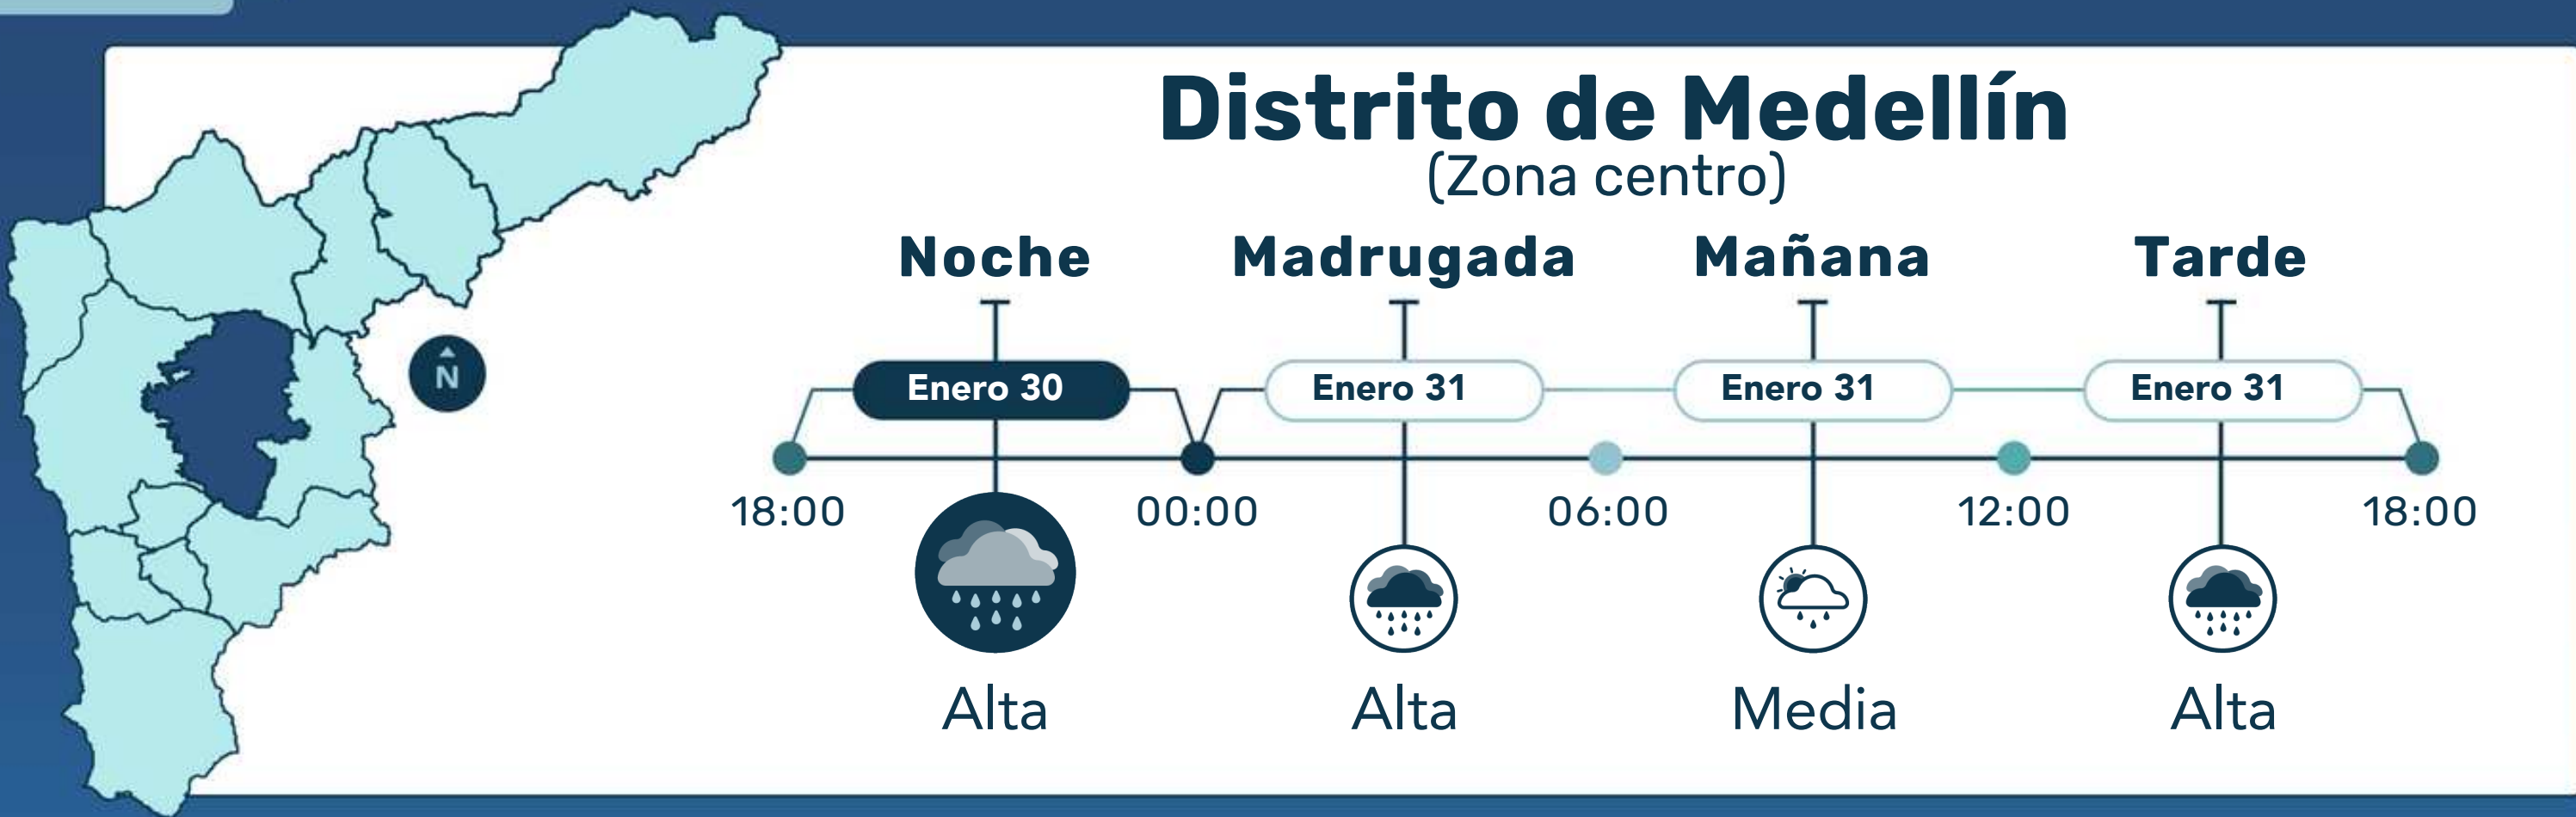 Distrito de Medellín
(Zona centro)
Noche Madrugada Mañana Tarde
Enero 30 Enero 31 Enero 31 Enero 31
N
18:00 00:00 06:00 12:00 18:00
Alta Alta Media Alta